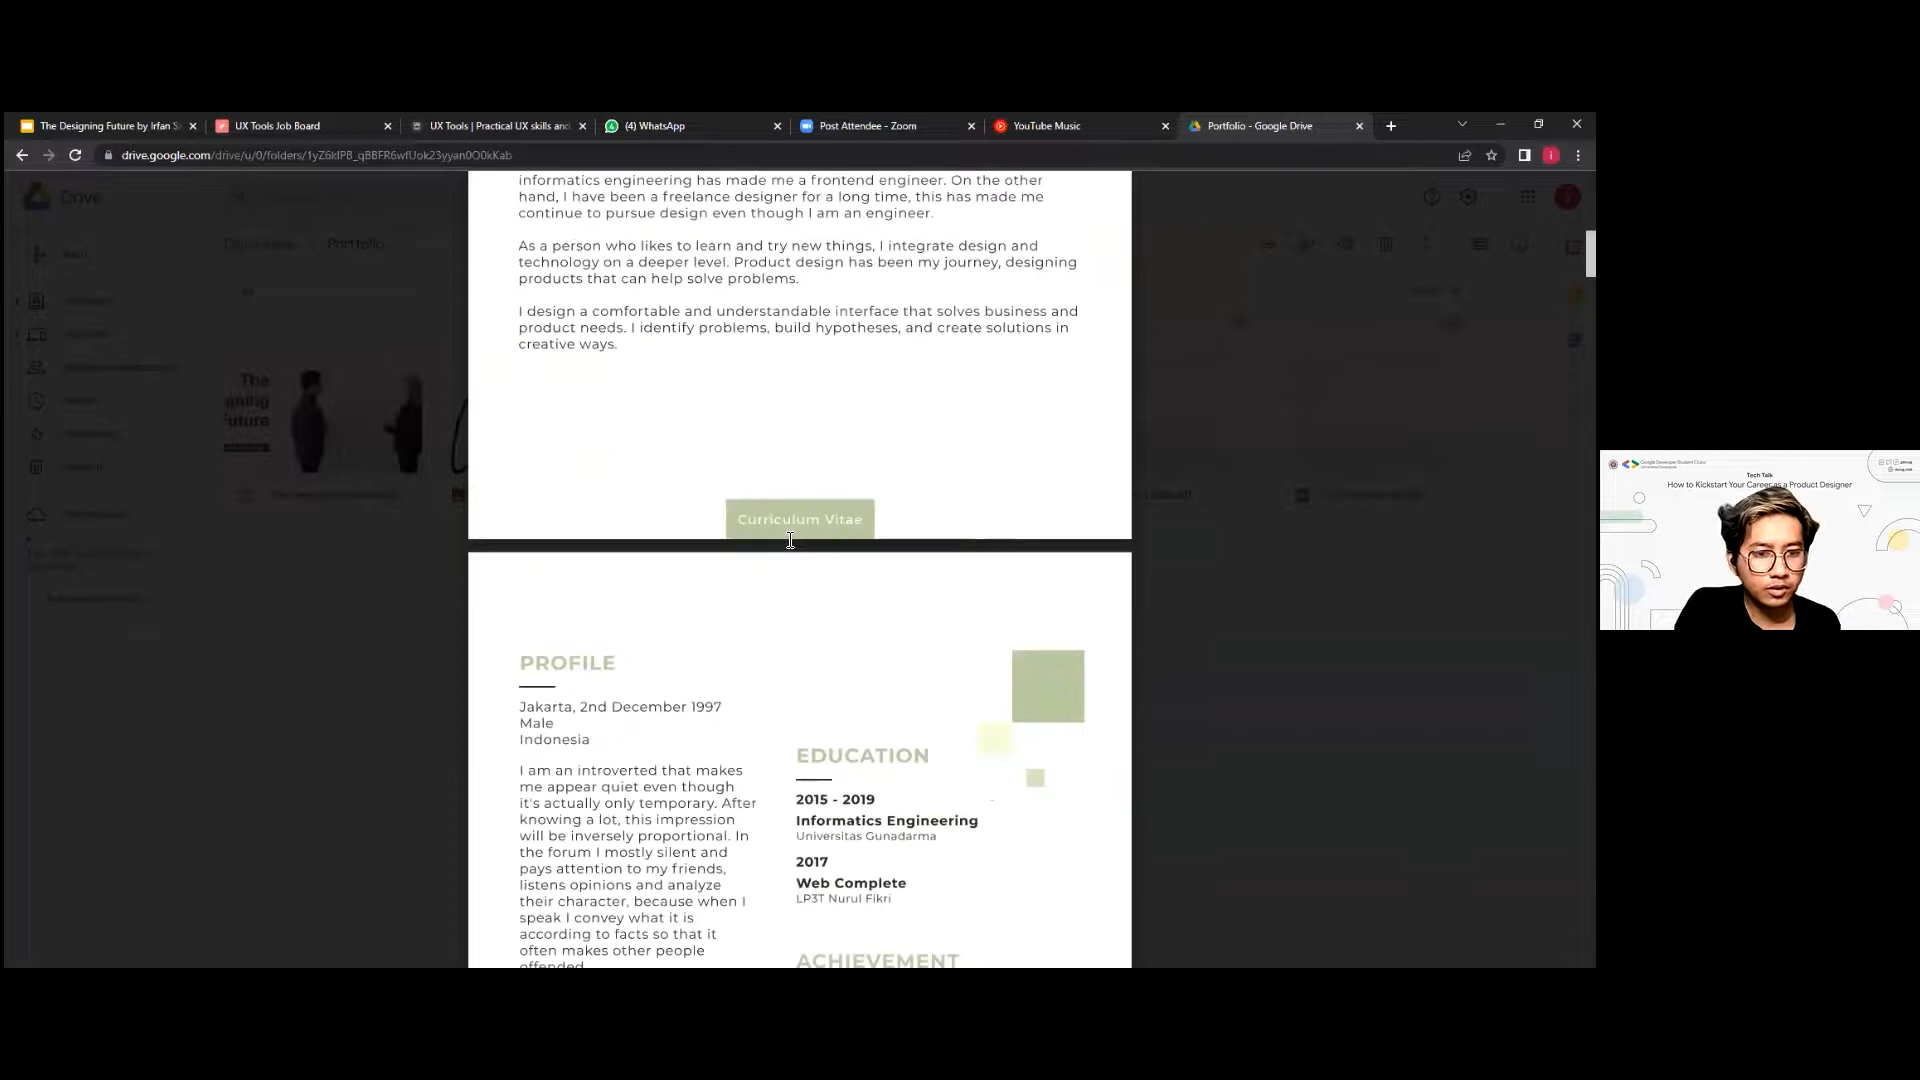 The Designing Future by Irfan S
UX Tools Job Board
UX Tools | Practical UX skills and
(4) WhatsApp
Post Attendee - Zoom
YouTube Music
Portfolio - Google Drive
drive.google.com/drive/u/0/folders/
Drive
Portfolio
informatics engineering has made me a frontend engineer. On the other
hand, I have been a freelance designer for a long time, this has made me
continue to pursue design even though I am an engineer.
As a person who likes to learn and try new things, I integrate design and
technology on a deeper level. Product design has been my journey, designing
products that can help solve problems.
I design a comfortable and understandable interface that solves business and
product needs. I identify problems, build hypotheses, and create solutions in
creative ways.
The
Curriculum Vitae
PROFILE
Jakarta, 2nd December 1997
Male
Indonesia
I am an introverted that makes
me appear quiet even though
it's actually only temporary. After
knowing a lot, this impression
will be inversely proportional. In
the forum I mostly silent and
pays attention to my friends,
listens opinions and analyze
their character, because when I
speak I convey what it is
according to facts so that it
often makes other people
offended
EDUCATION
2015 - 2019
Informatics Engineering
Universitas Gunadarma
2017
Web Complete
LP3T Nurul Fikri
ACHIEVEMENT
Google Developer Student Clubs
Tech Talk
How to Kickstart Your Career as a Product Designer